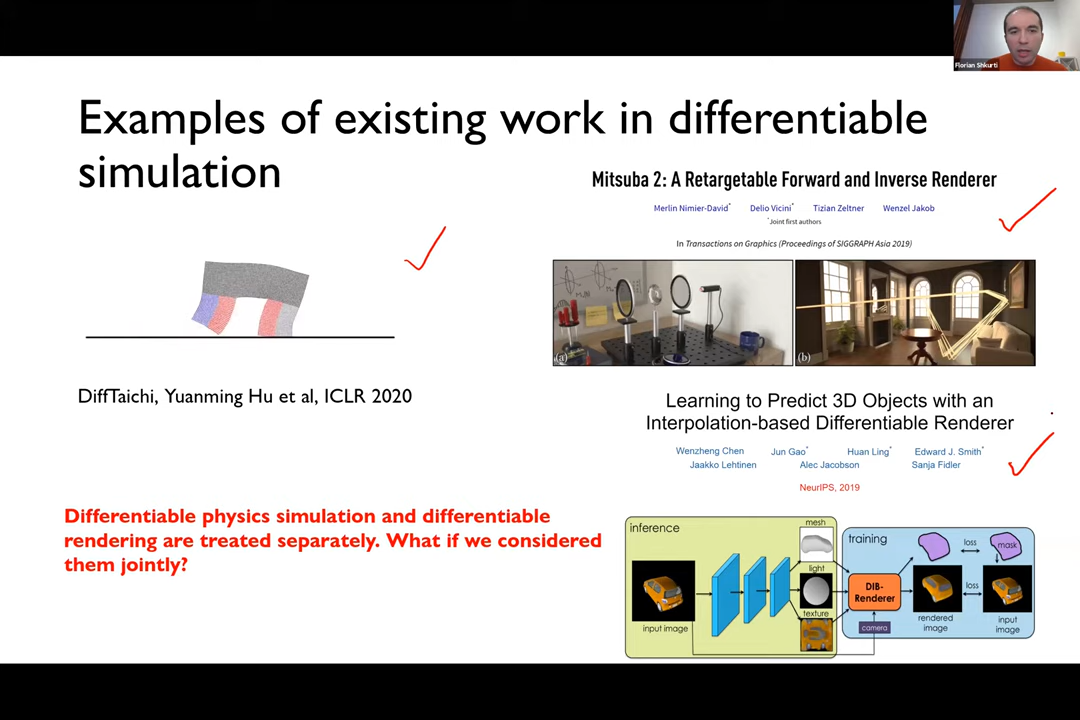 Florian Shkurti
Examples of existing work in differentiable
simulation
Mitsuba 2: A Retargetable Forward and Inverse Renderer
Merlin Nimier-David* Delio Vicini* Tizian Zeltner Wenzel Jakob
*Joint first authors
In Transactions on Graphics (Proceedings of SIGGRAPH Asia 2019)
(a)
(b)
DiffTaichi, Yuanming Hu et al, ICLR 2020
Learning to Predict 3D Objects with an
Interpolation-based Differentiable Renderer
Wenzheng Chen Jun Gao* Huan Ling* Edward J. Smith*
Jaakko Lehtinen Alec Jacobson Sanja Fidler
NeurIPS, 2019
Differentiable physics simulation and differentiable
rendering are treated separately. What if we considered
them jointly?
inference
mesh
light
texture
input image
training
loss
mask
DIB-
Renderer
loss
camera
rendered
image
input
image